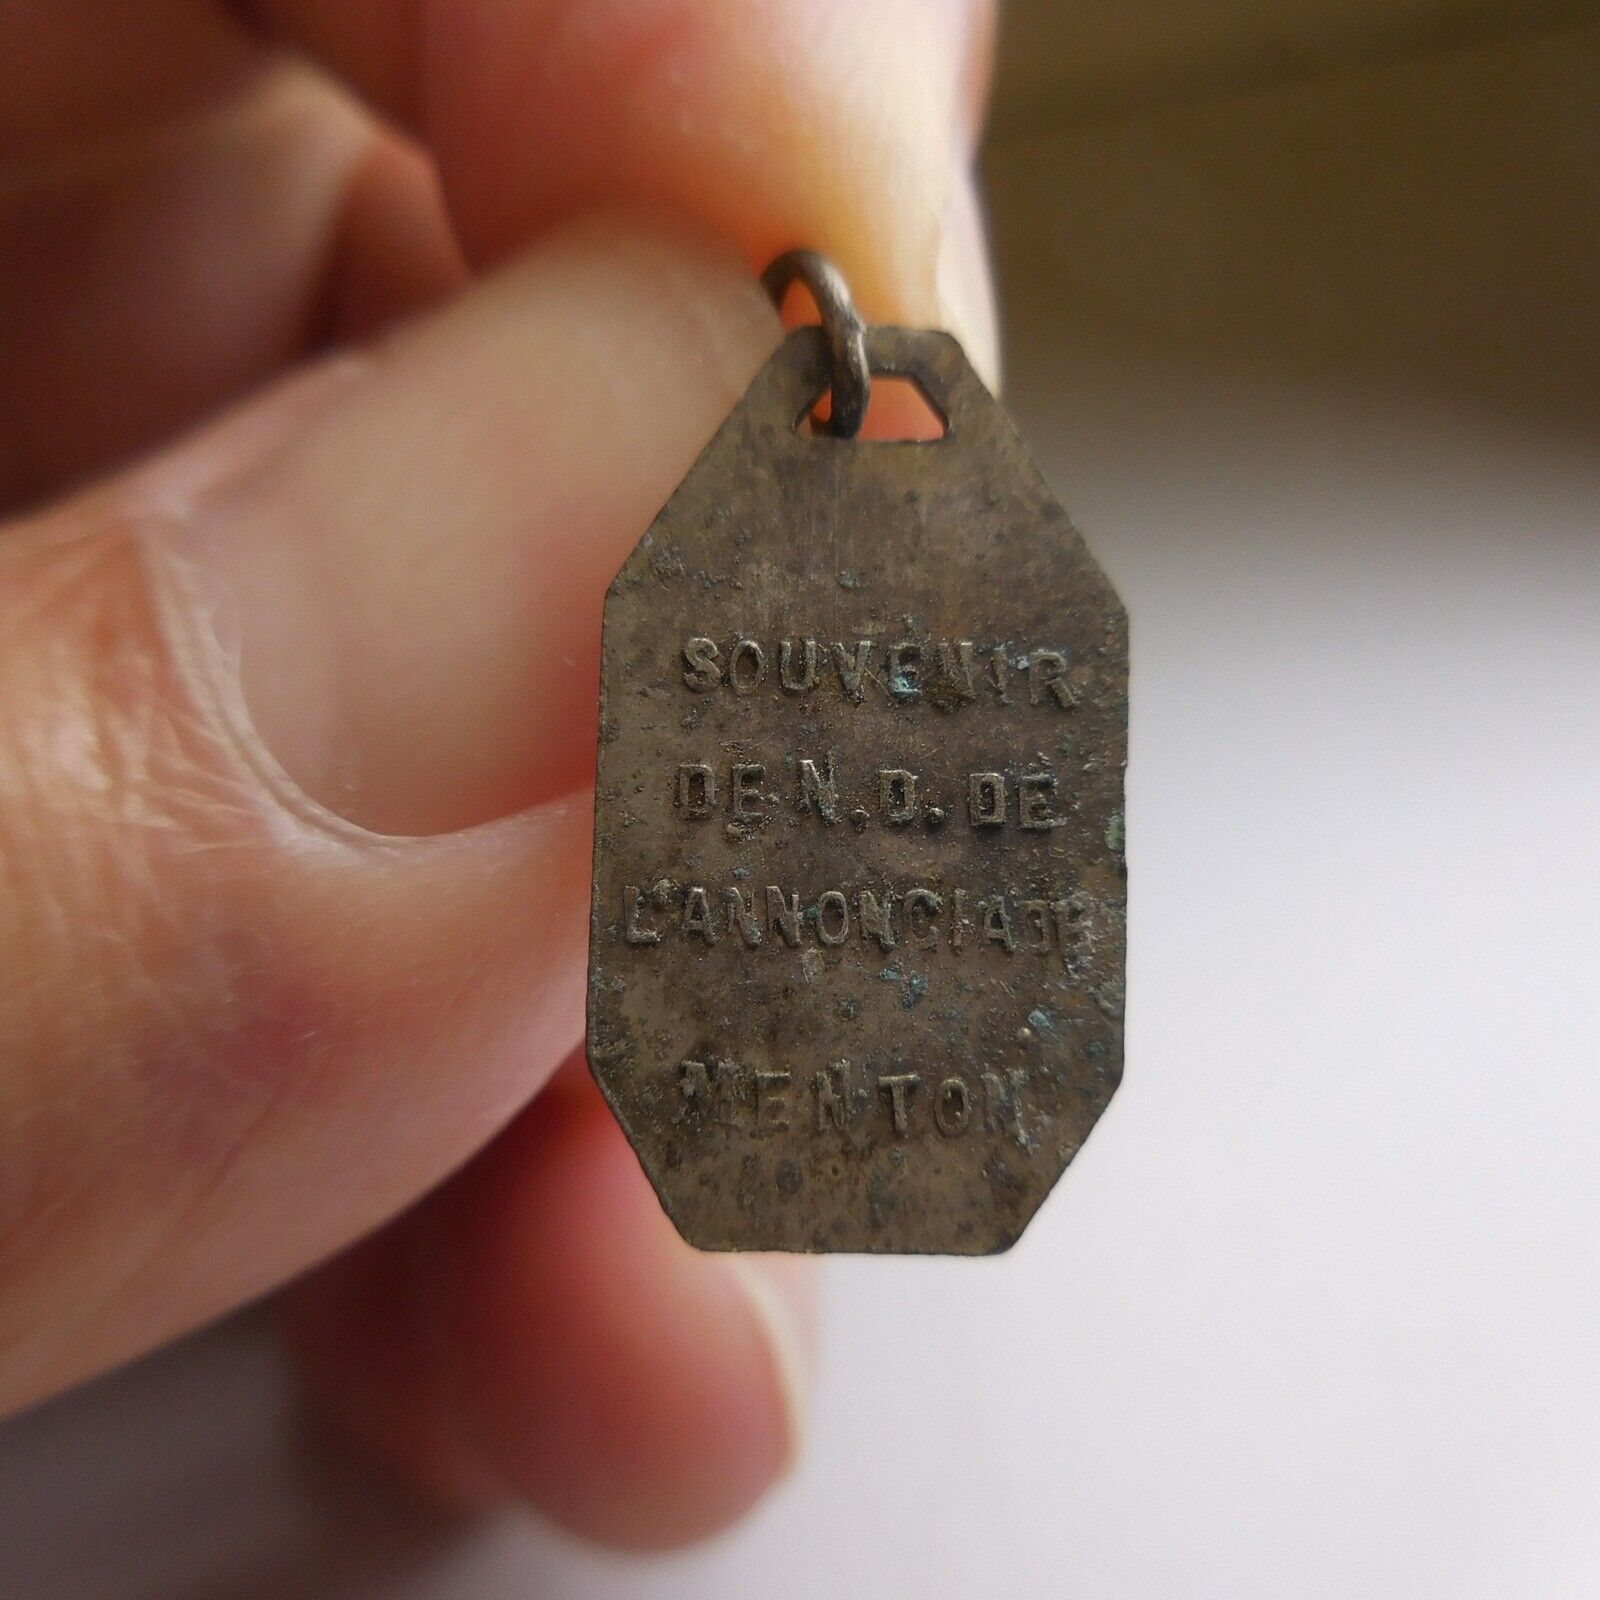 SOUVENIR
DE N.D. DE
L'ANNONCIADE
MENTON